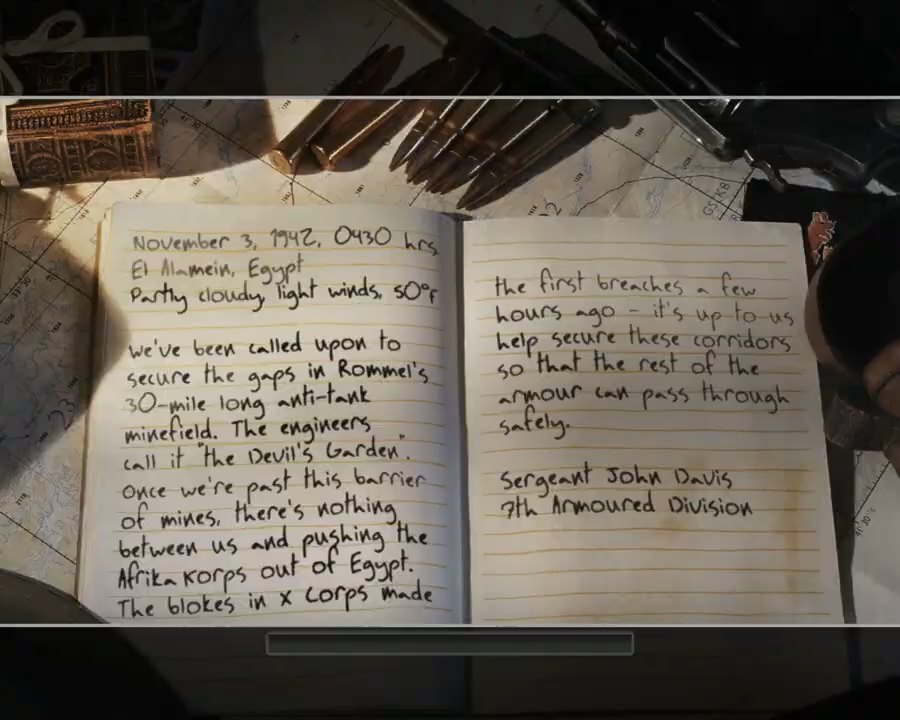 November 3, 1942, 0430 hrs
El Alamein, Egypt
Partly cloudy, light winds, 50°F
We've been called upon to
secure the gaps in Rommel's
30-mile long anti-tank
minefield. The engineers
call it "the Devil's Garden".
Once we're past this barrier
of mines, there's nothing
between us and pushing the
Afrika Korps out of Egypt.
The blokes in X Corps made
the first breaches a few
hours ago - it's up to us
help secure these corridors
so that the rest of the
armour can pass through
safely.
Sergeant John Davis
7th Armoured Division